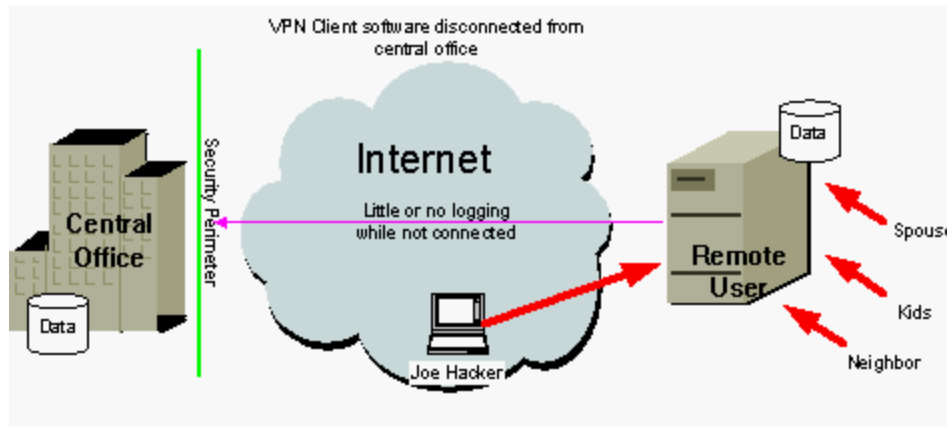 VPN Client software disconnected from
central office
Security Perimeter
Internet
Data
Little or no logging
while not connected
Central
Office
Spouse
Remote
User
Kids
Data
Joe Hacker
Neighbor